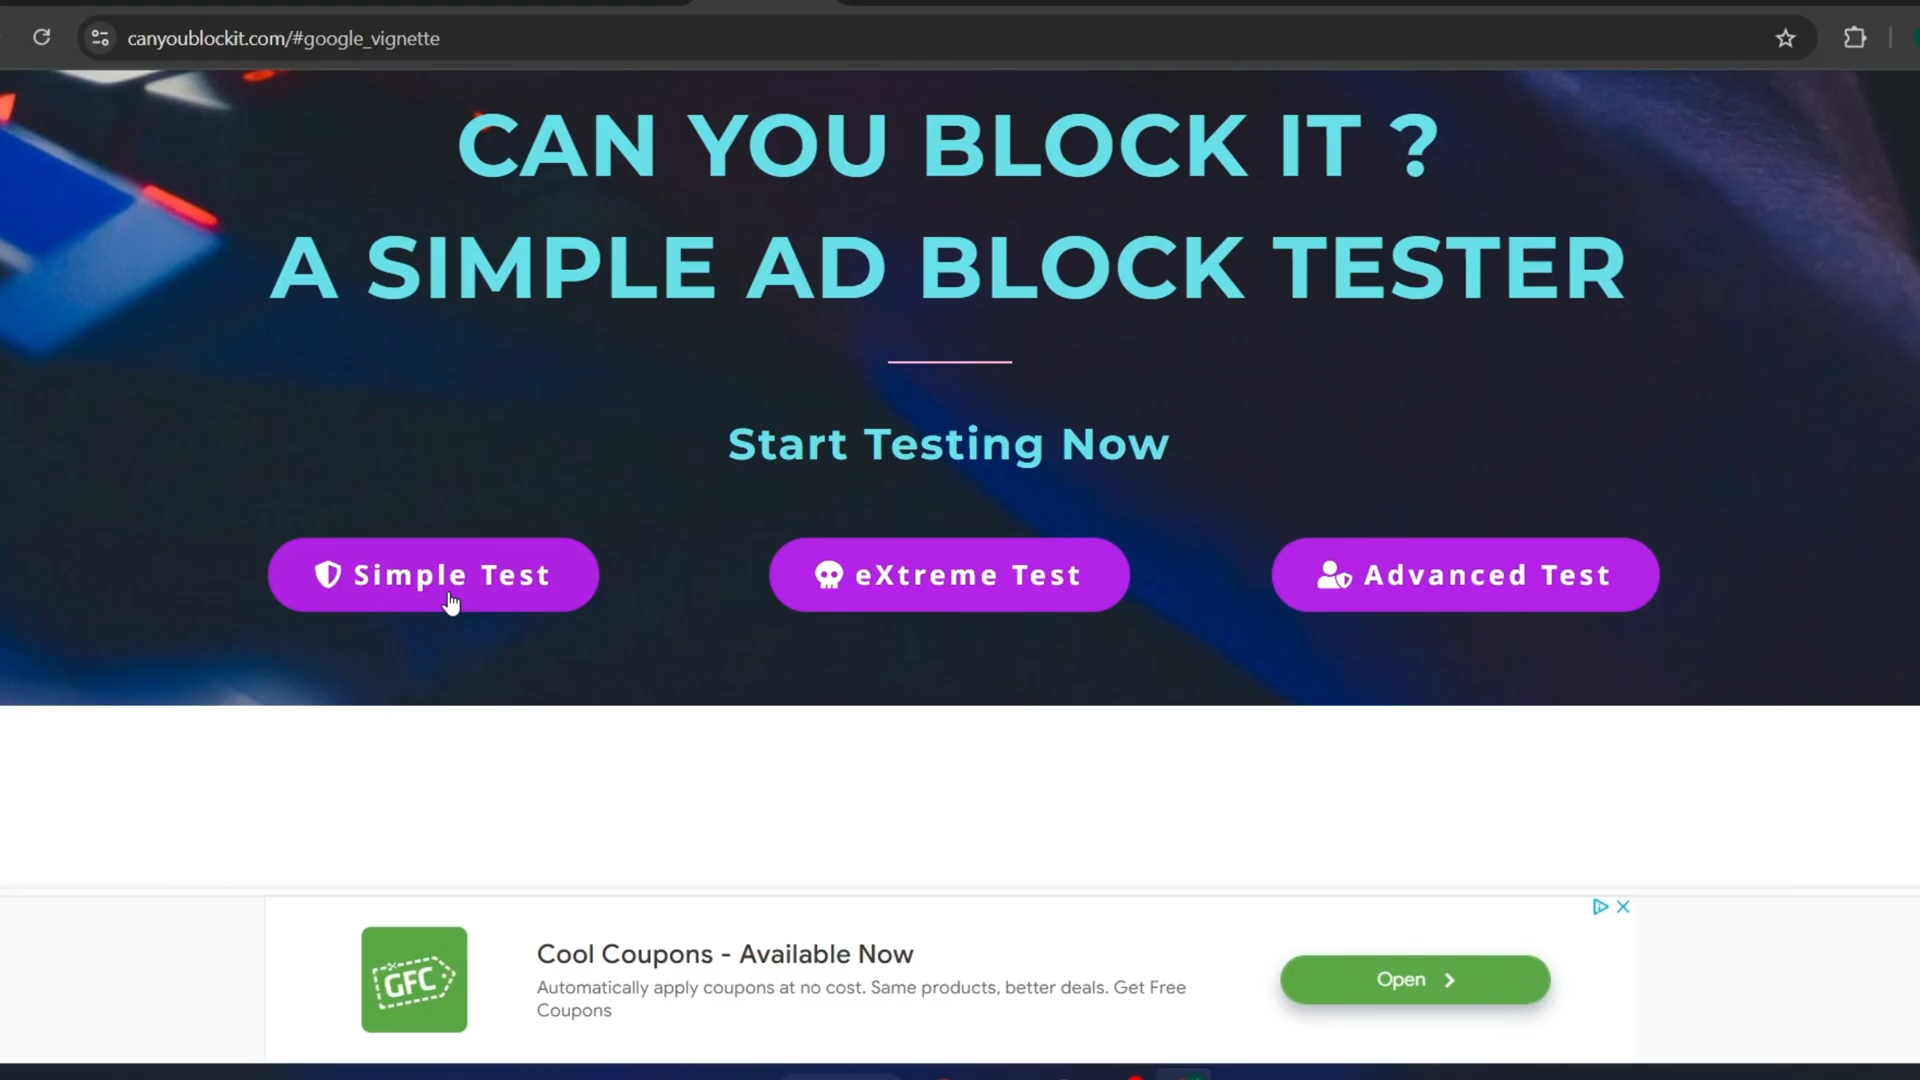 canyoublockit.com/#google_vignette
CAN YOU BLOCK IT ?
A SIMPLE AD BLOCK TESTER
Start Testing Now
Simple Test
eXtreme Test
Advanced Test
GFC
Cool Coupons - Available Now
Automatically apply coupons at no cost. Same products, better deals. Get Free
Coupons
Open